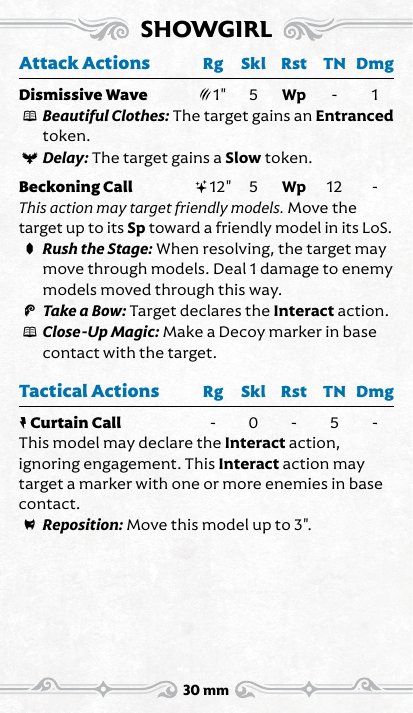 SHOWGIRL
Attack Actions Rg Skl Rst TN Dmg
Dismissive Wave 1" 5 Wp - 1
Beautiful Clothes: The target gains an Entranced
token.
Delay: The target gains a Slow token.
Beckoning Call 12" 5 Wp 12 -
This action may target friendly models. Move the
target up to its Sp toward a friendly model in its LoS.
Rush the Stage: When resolving, the target may
move through models. Deal 1 damage to enemy
models moved through this way.
Take a Bow: Target declares the Interact action.
Close-Up Magic: Make a Decoy marker in base
contact with the target.
Tactical Actions Rg Skl Rst TN Dmg
Curtain Call - 0 - 5 -
This model may declare the Interact action,
ignoring engagement. This Interact action may
target a marker with one or more enemies in base
contact.
Reposition: Move this model up to 3".
30 mm